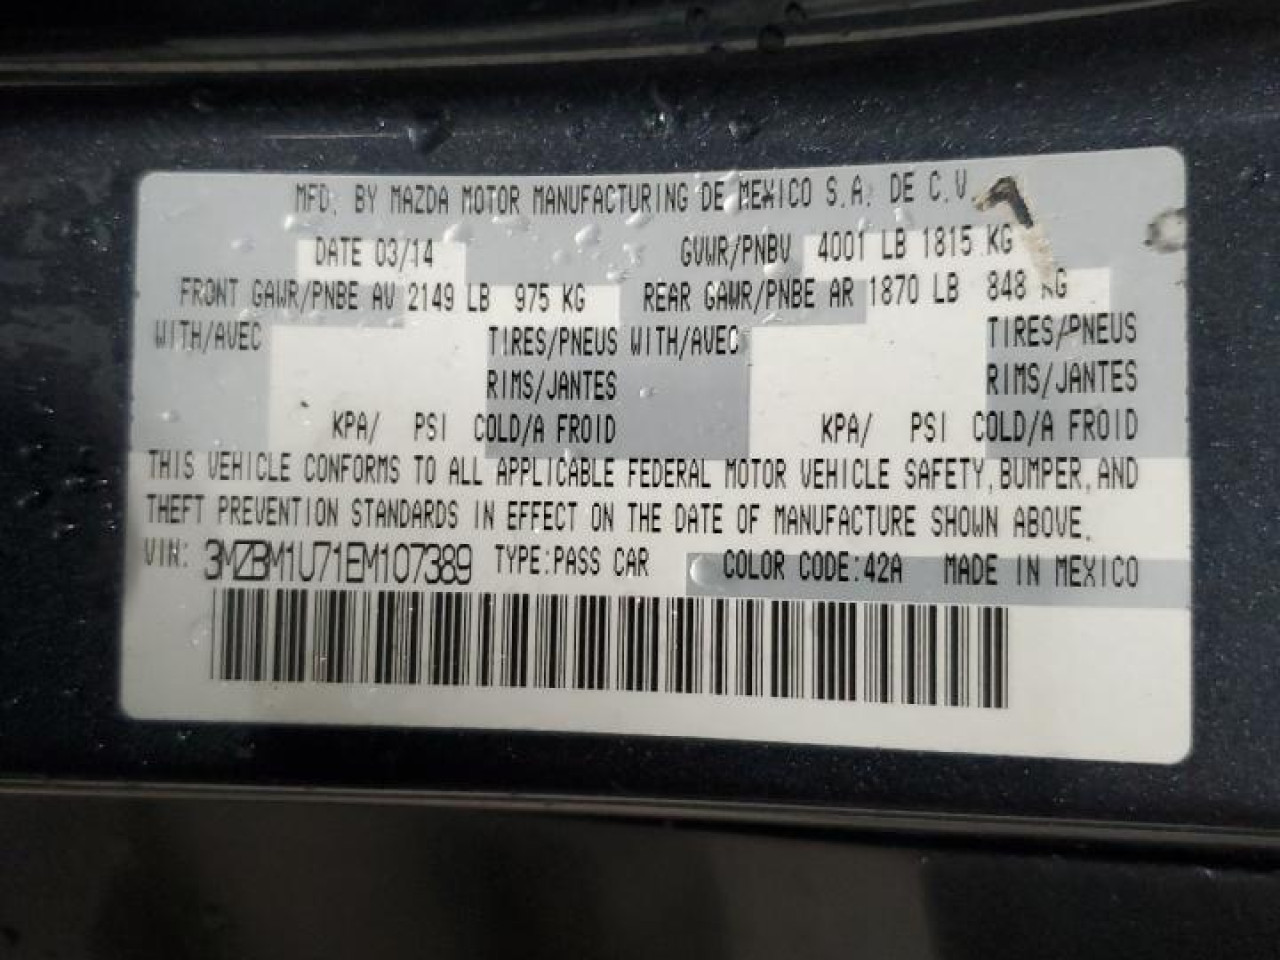 MFD. BY MAZDA MOTOR MANUFACTURING DE MEXICO S.A. DE C.V.
DATE 03/14 GVWR/PNBV 4001 LB 1815 KG
FRONT GAWR/PNBE AV 2149 LB 975 KG REAR GAWR/PNBE AR 1870 LB 848 KG
WITH/AVEC TIRES/PNEUS WITH/AVEC TIRES/PNEUS
RIMS/JANTES RIMS/JANTES
KPA/ PSI COLD/A FROID KPA/ PSI COLD/A FROID
THIS VEHICLE CONFORMS TO ALL APPLICABLE FEDERAL MOTOR VEHICLE SAFETY, BUMPER, AND
THEFT PREVENTION STANDARDS IN EFFECT ON THE DATE OF MANUFACTURE SHOWN ABOVE.
VIN: 3MZBM1U71EM107389 TYPE:PASS CAR COLOR CODE:42A MADE IN MEXICO